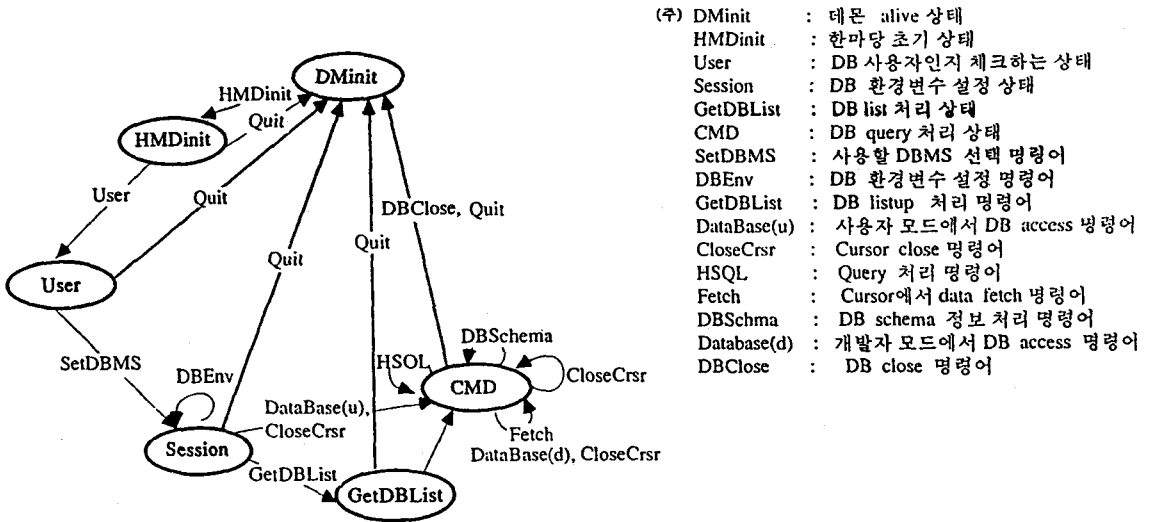 DMinit
HMDinit
Quit
HMDinit
User
Quit
DBClose, Quit
Quit
Quit
User
SetDBMS
DBEnv
DBSchema
HSQL
CMD
CloseCrsr
DataBase(u),
CloseCrsr
Session
Fetch
DataBase(d), CloseCrsr
GetDBList
GetDBList
(주) DMinit : 데몬 alive 상태
HMDinit : 한마당 초기 상태
User : DB 사용자인지 체크하는 상태
Session : DB 환경변수 설정 상태
GetDBList : DB list 처리 상태
CMD : DB query 처리 상태
SetDBMS : 사용할 DBMS 선택 명령어
DBEnv : DB 환경변수 설정 명령어
GetDBList : DB listup 처리 명령어
DataBase(u) : 사용자 모드에서 DB access 명령어
CloseCrsr : Cursor close 명령어
HSQL : Query 처리 명령어
Fetch : Cursor에서 data fetch 명령어
DBSchma : DB schema 정보 처리 명령어
Database(d) : 개발자 모드에서 DB access 명령어
DBClose : DB close 명령어